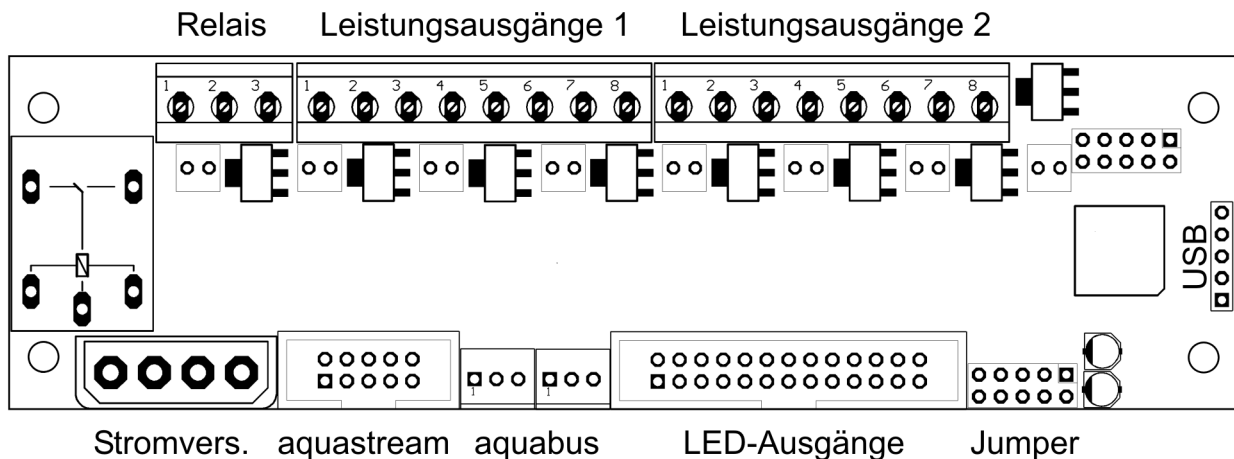 Relais Leistungsausgänge 1 Leistungsausgänge 2
1 2 3 1 2 3 4 5 6 7 8 1 2 3 4 5 6 7 8
USB
1 1
Stromvers. aquastream aquabus LED-Ausgänge Jumper